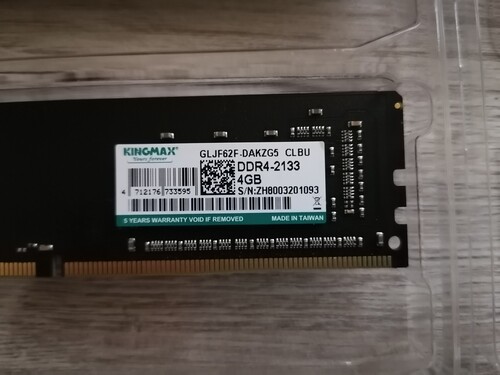 KINGMAX
GLJF62F-DAKZG5 CLBU
DDR4-2133
4GB
S/N:ZH8003201093
4 712176 733595
5 YEARS WARRANTY VOID IF REMOVED
MADE IN TAIWAN